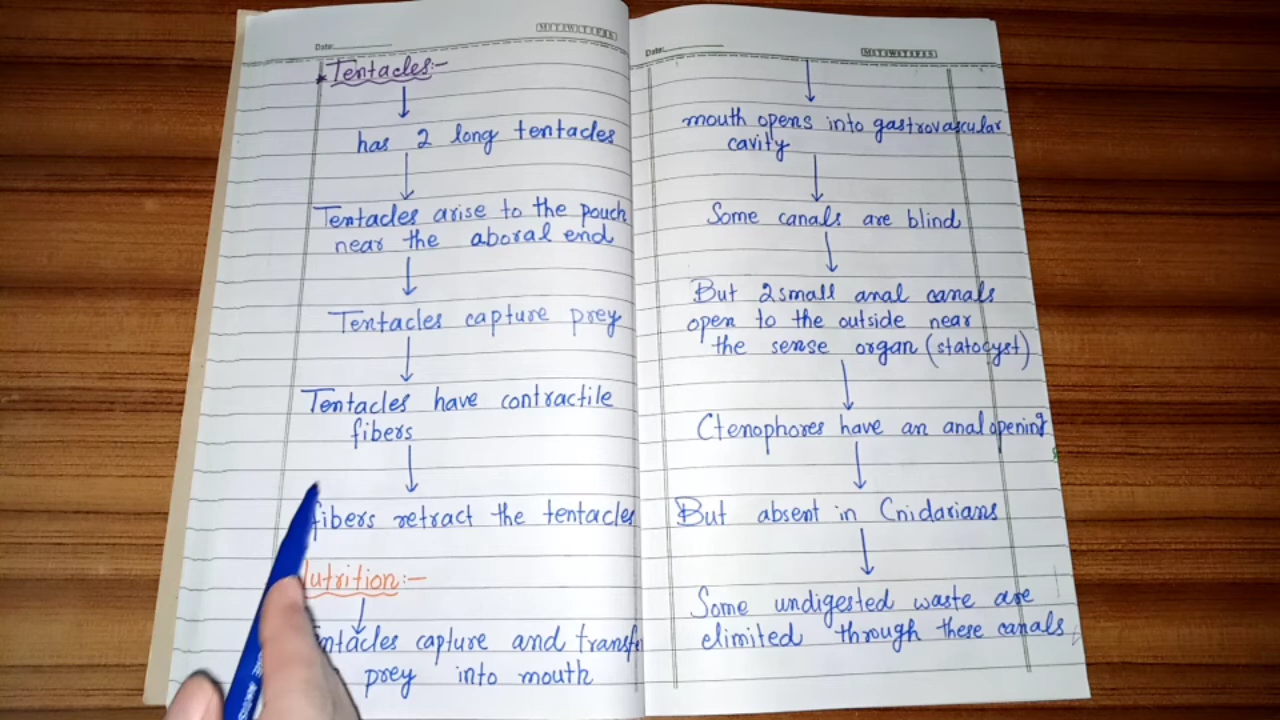 Date:
M T W T F S S
Tentacles:-
has 2 long tentacles
Tentacles arise to the pouch
near the aboral end
Tentacles capture prey
Tentacles have contractile
fibers
fibers retract the tentacles
Nutrition:-
Tentacles capture and transfer
prey into mouth
Date:
M T W T F S S
mouth opens into gastrovascular
cavity
Some canals are blind
But 2 small anal canals
open to the outside near
the sense organ (statocyst)
Ctenophores have an anal opening
But absent in Cnidarians
Some undigested waste are
elimited through these canals